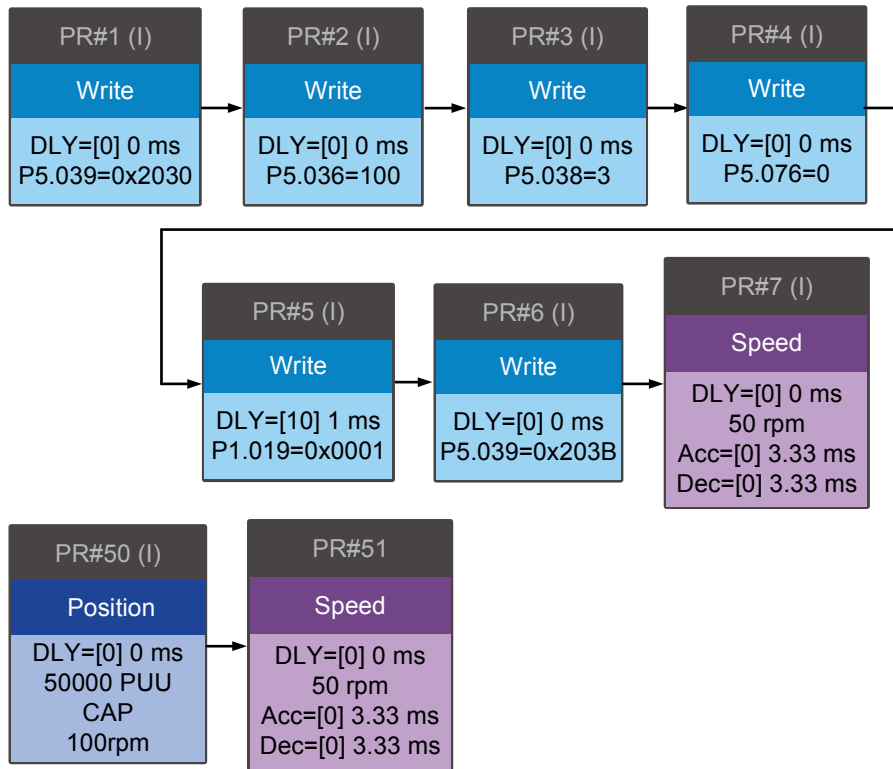 PR#1 (I)
Write
DLY=[0] 0 ms
P5.039=0x2030
PR#2 (I)
Write
DLY=[0] 0 ms
P5.036=100
PR#3 (I)
Write
DLY=[0] 0 ms
P5.038=3
PR#4 (I)
Write
DLY=[0] 0 ms
P5.076=0
PR#5 (I)
Write
DLY=[10] 1 ms
P1.019=0x0001
PR#6 (I)
Write
DLY=[0] 0 ms
P5.039=0x203B
PR#7 (I)
Speed
DLY=[0] 0 ms
50 rpm
Acc=[0] 3.33 ms
Dec=[0] 3.33 ms
PR#50 (I)
Position
DLY=[0] 0 ms
50000 PUU
CAP
100rpm
PR#51
Speed
DLY=[0] 0 ms
50 rpm
Acc=[0] 3.33 ms
Dec=[0] 3.33 ms